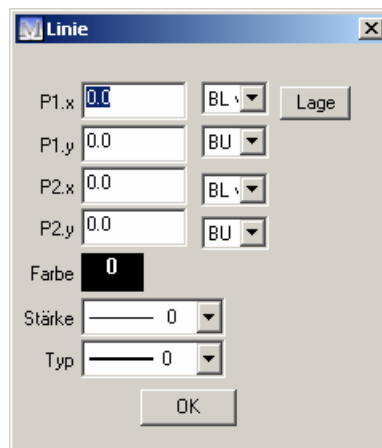 Linie
P1.x 0.0 BL Lage
P1.y 0.0 BU
P2.x 0.0 BL
P2.y 0.0 BU
Farbe 0
Stärke 0
Typ 0
OK